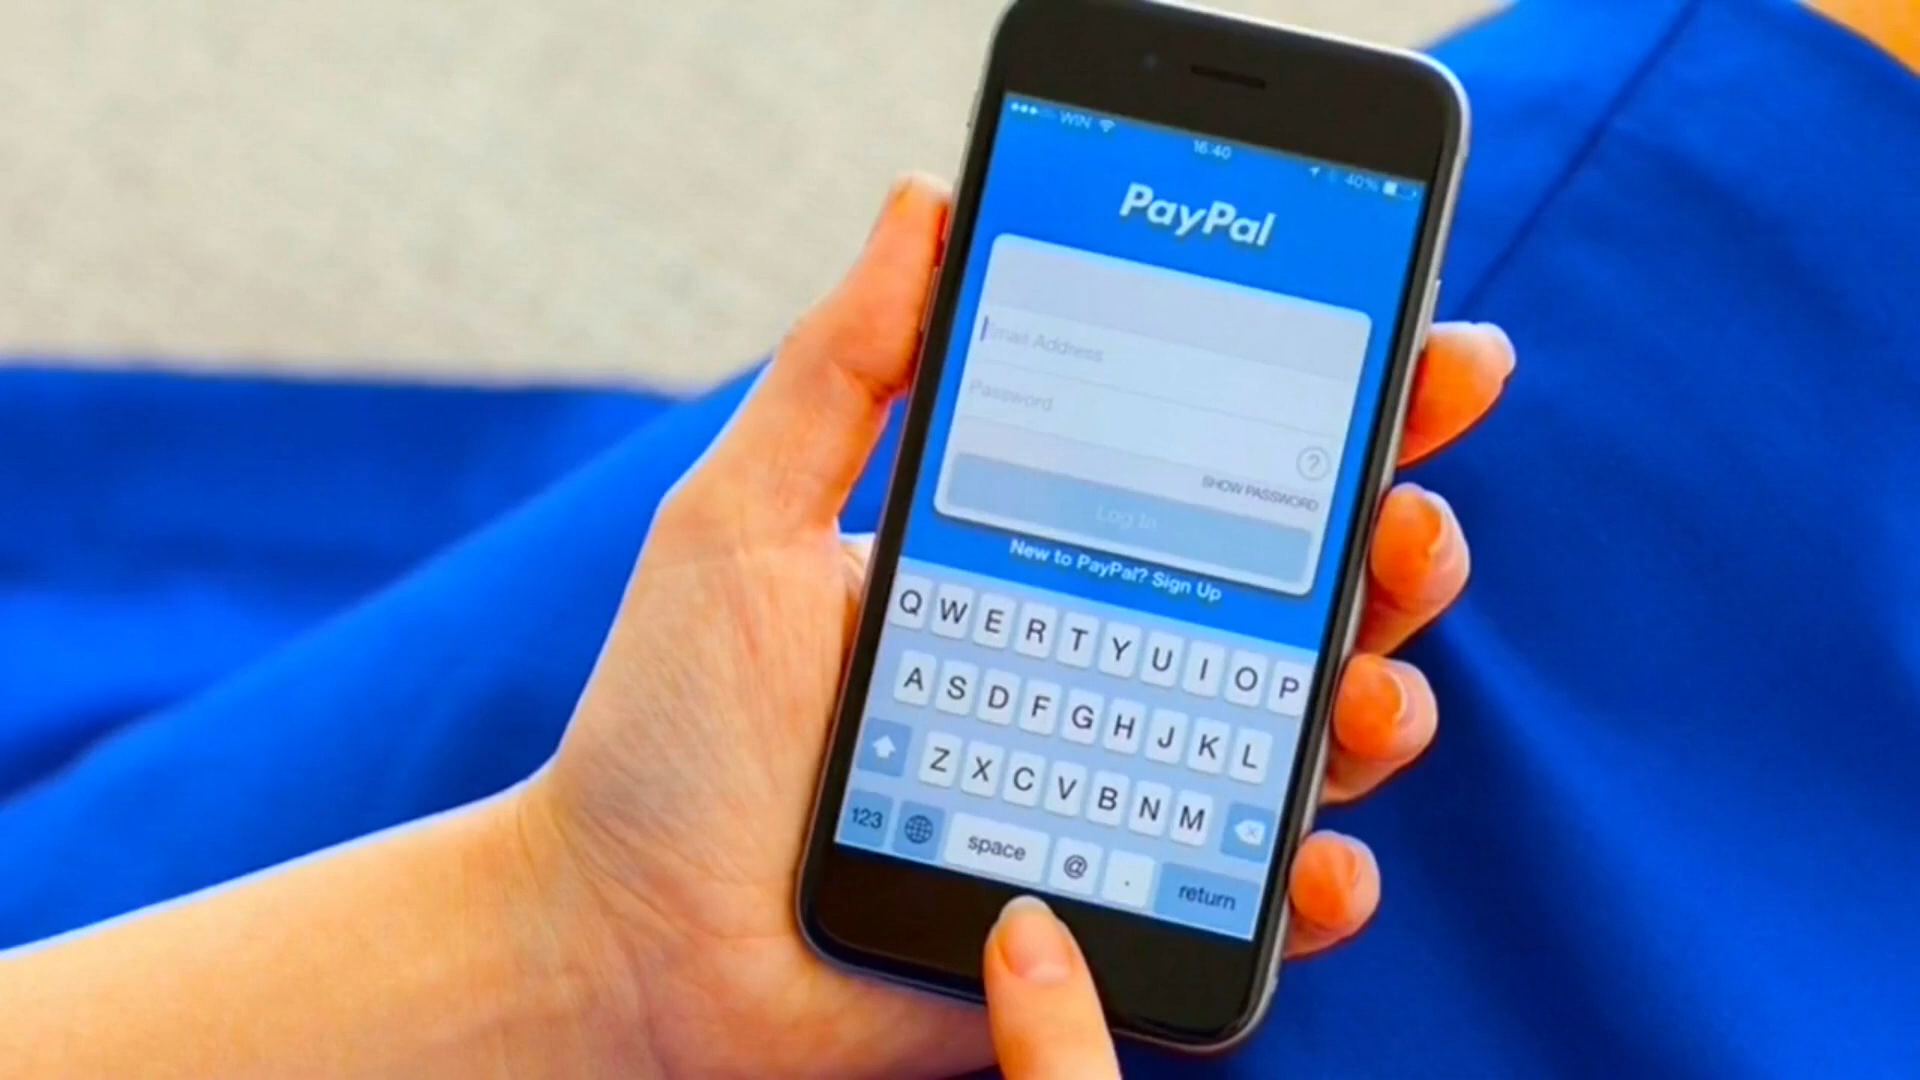 WIN
16:40
40%
PayPal
Email Address
Password
?
SHOW PASSWORD
Log In
New to PayPal? Sign Up
Q W E R T Y U I O P
A S D F G H J K L
Z X C V B N M
123 space @ . return